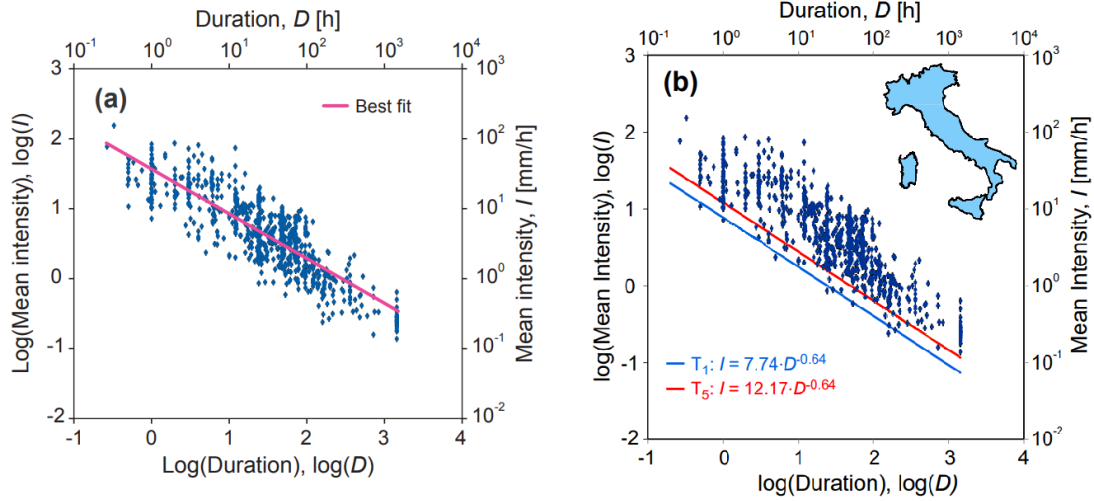 Duration, D [h]
10⁻¹ 10⁰ 10¹ 10² 10³ 10⁴
3
2
1
0
-1
-2
Log(Mean intensity), log(I)
(a)
Best fit
10³
10²
10¹
10⁰
10⁻¹
10⁻²
Mean intensity, I [mm/h]
-1 0 1 2 3 4
Log(Duration), log(D)
Duration, D [h]
10⁻¹ 10⁰ 10¹ 10² 10³ 10⁴
3
2
1
0
-1
-2
log(Mean Intensity), log(I)
(b)
T₁: I = 7.74·D⁻⁰·⁶⁴
T₅: I = 12.17·D⁻⁰·⁶⁴
10³
10²
10¹
10⁰
10⁻¹
10⁻²
Mean Intensity, I [mm/h]
-1 0 1 2 3 4
log(Duration), log(D)